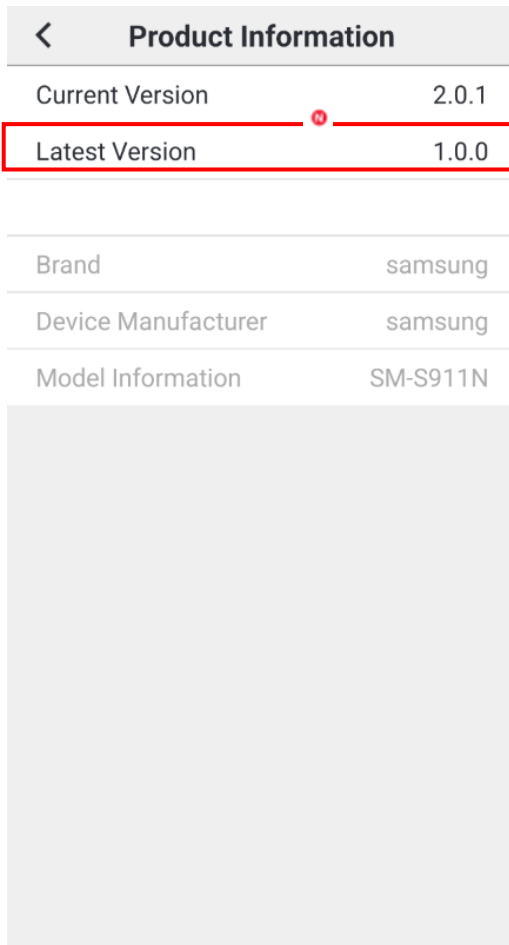 Product Information
Current Version 2.0.1
N
Latest Version 1.0.0
Brand samsung
Device Manufacturer samsung
Model Information SM-S911N